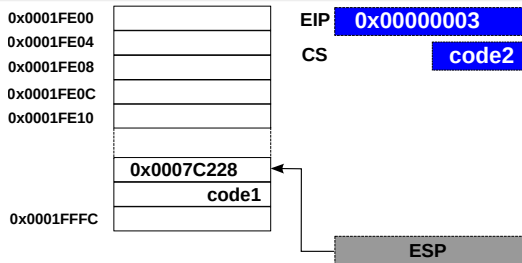 0x0001FE00
0x0001FE04
0x0001FE08
0x0001FE0C
0x0001FE10
0x0007C228
code1
0x0001FFFC
EIP 0x00000003
CS code2
ESP